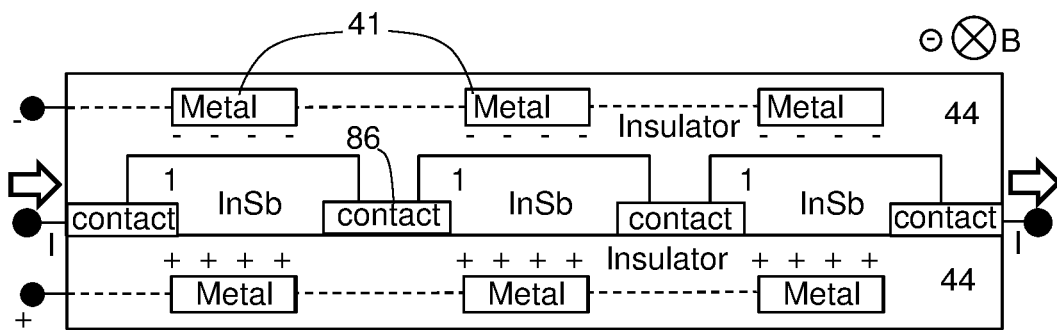 41
⊙ ⊗ B
- Metal Metal Metal 44
- - - - Insulator - - - -
- - - -
86
1 1 1
InSb InSb InSb
contact contact contact contact
I I
+ + + + + + + + Insulator + + + +
Metal Metal Metal 44
+